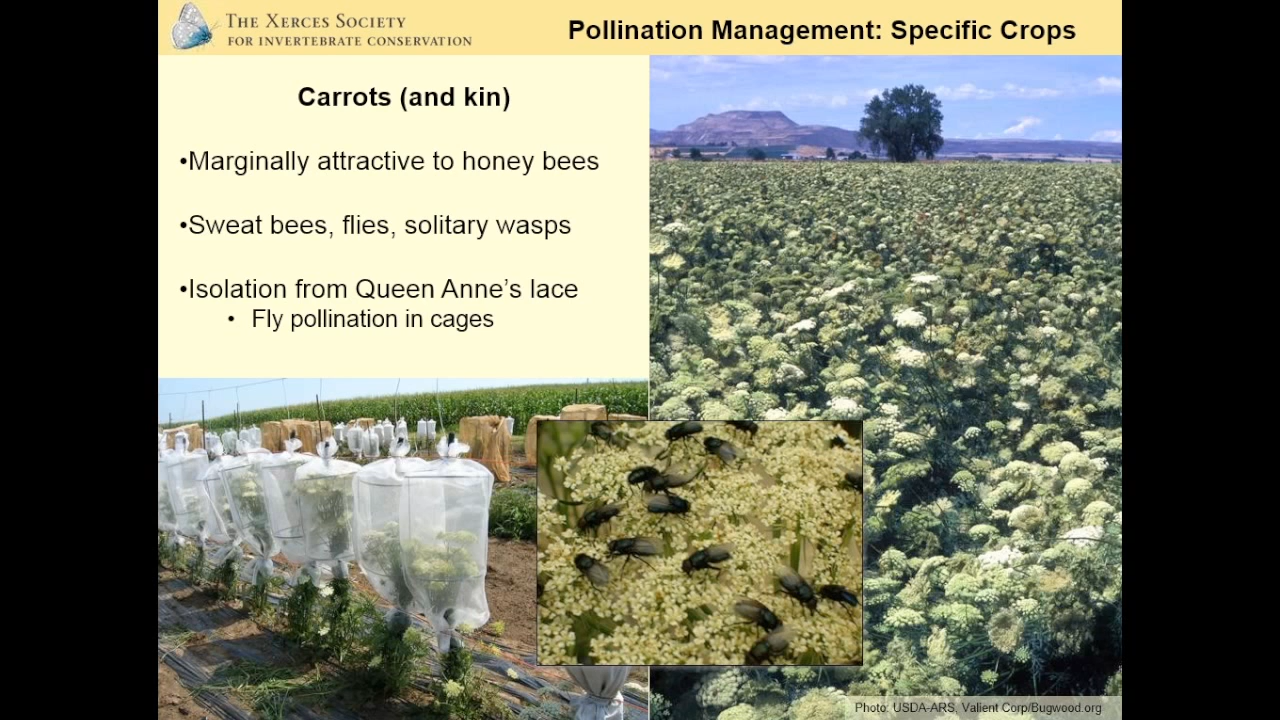 THE XERCES SOCIETY
FOR INVERTEBRATE CONSERVATION
Pollination Management: Specific Crops
Carrots (and kin)
•Marginally attractive to honey bees
•Sweat bees, flies, solitary wasps
•Isolation from Queen Anne’s lace
• Fly pollination in cages
Photo: USDA-ARS, Valient Corp/Bugwood.org